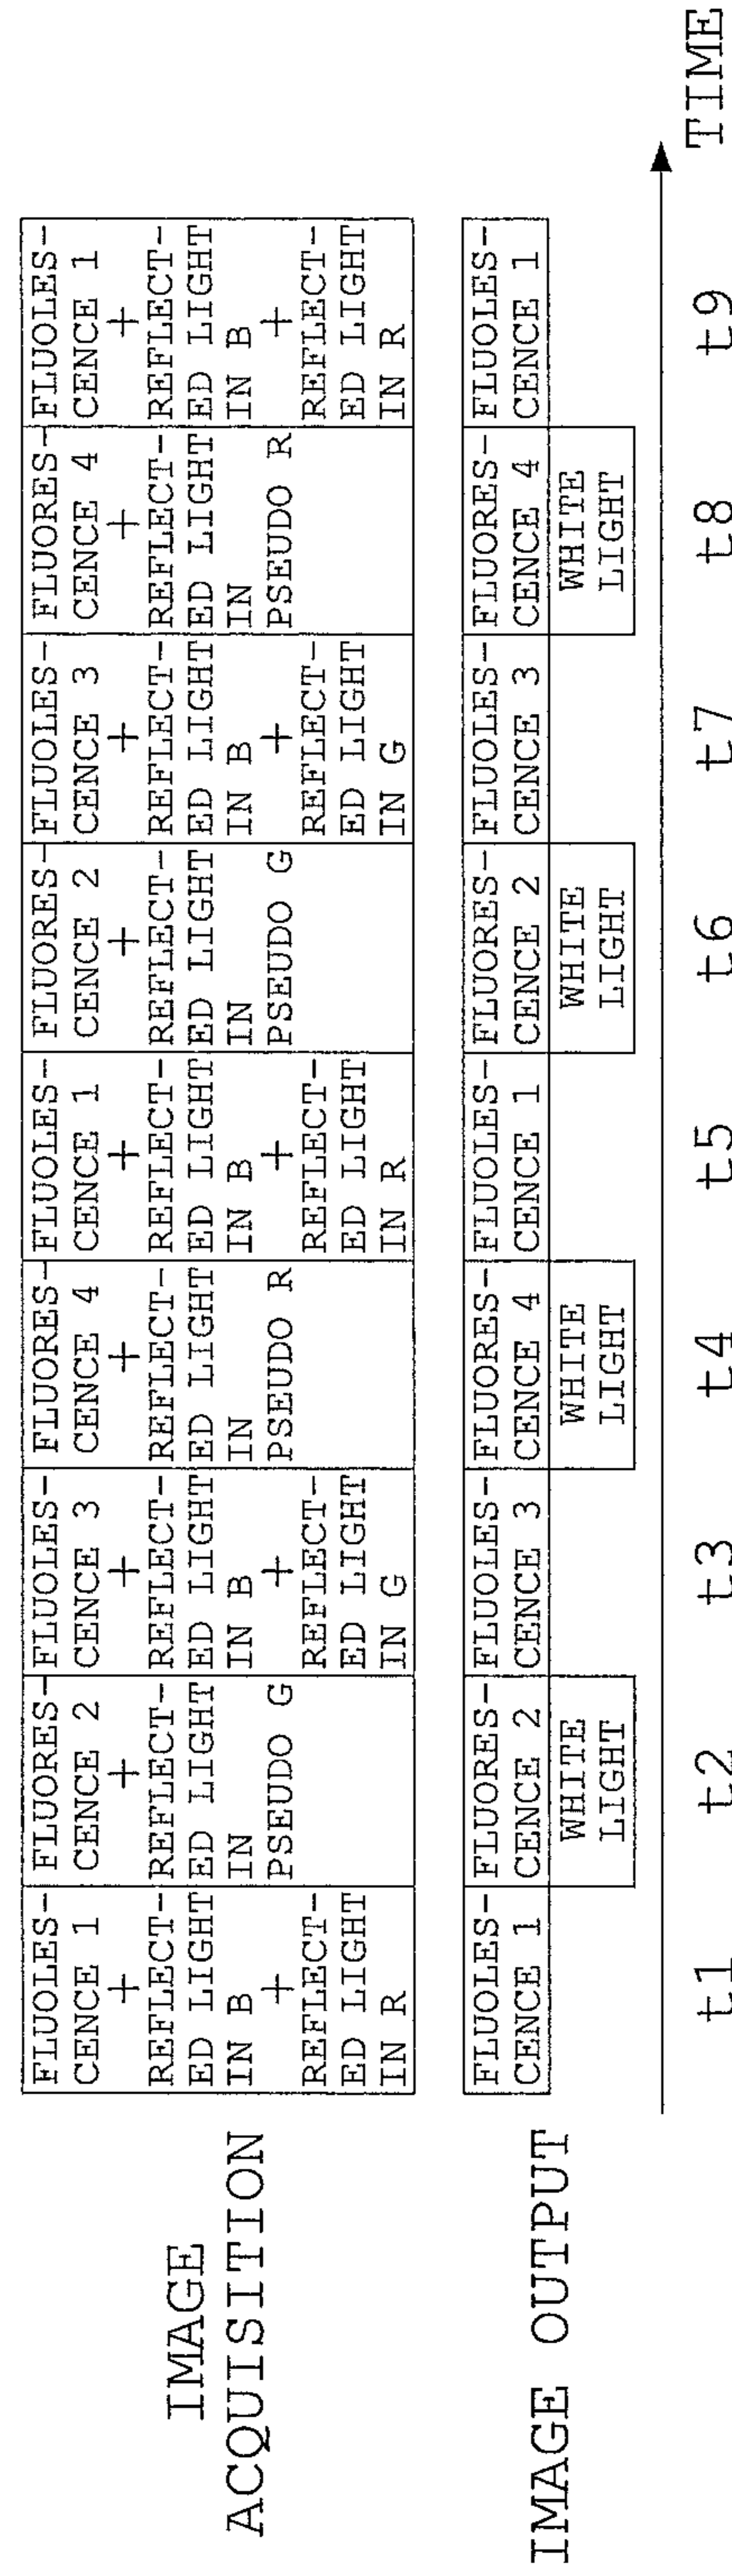 IMAGE
ACQUISITION
FLUOLES-
CENCE 1
+
REFLECT-
ED LIGHT
IN B
+
REFLECT-
ED LIGHT
IN R
FLUORES-
CENCE 2
+
REFLECT-
ED LIGHT
IN
PSEUDO G
FLUOLES-
CENCE 3
+
REFLECT-
ED LIGHT
IN B
+
REFLECT-
ED LIGHT
IN G
FLUORES-
CENCE 4
+
REFLECT-
ED LIGHT
IN
PSEUDO R
FLUOLES-
CENCE 1
+
REFLECT-
ED LIGHT
IN B
+
REFLECT-
ED LIGHT
IN R
FLUORES-
CENCE 2
+
REFLECT-
ED LIGHT
IN
PSEUDO G
FLUOLES-
CENCE 3
+
REFLECT-
ED LIGHT
IN B
+
REFLECT-
ED LIGHT
IN G
FLUORES-
CENCE 4
+
REFLECT-
ED LIGHT
IN
PSEUDO R
FLUOLES-
CENCE 1
+
REFLECT-
ED LIGHT
IN B
+
REFLECT-
ED LIGHT
IN R
IMAGE OUTPUT
FLUOLES-
CENCE 1
FLUORES-
CENCE 2
WHITE
LIGHT
FLUOLES-
CENCE 3
FLUORES-
CENCE 4
WHITE
LIGHT
FLUOLES-
CENCE 1
FLUORES-
CENCE 2
WHITE
LIGHT
FLUOLES-
CENCE 3
FLUORES-
CENCE 4
WHITE
LIGHT
FLUOLES-
CENCE 1
t1 t2 t3 t4 t5 t6 t7 t8 t9 TIME